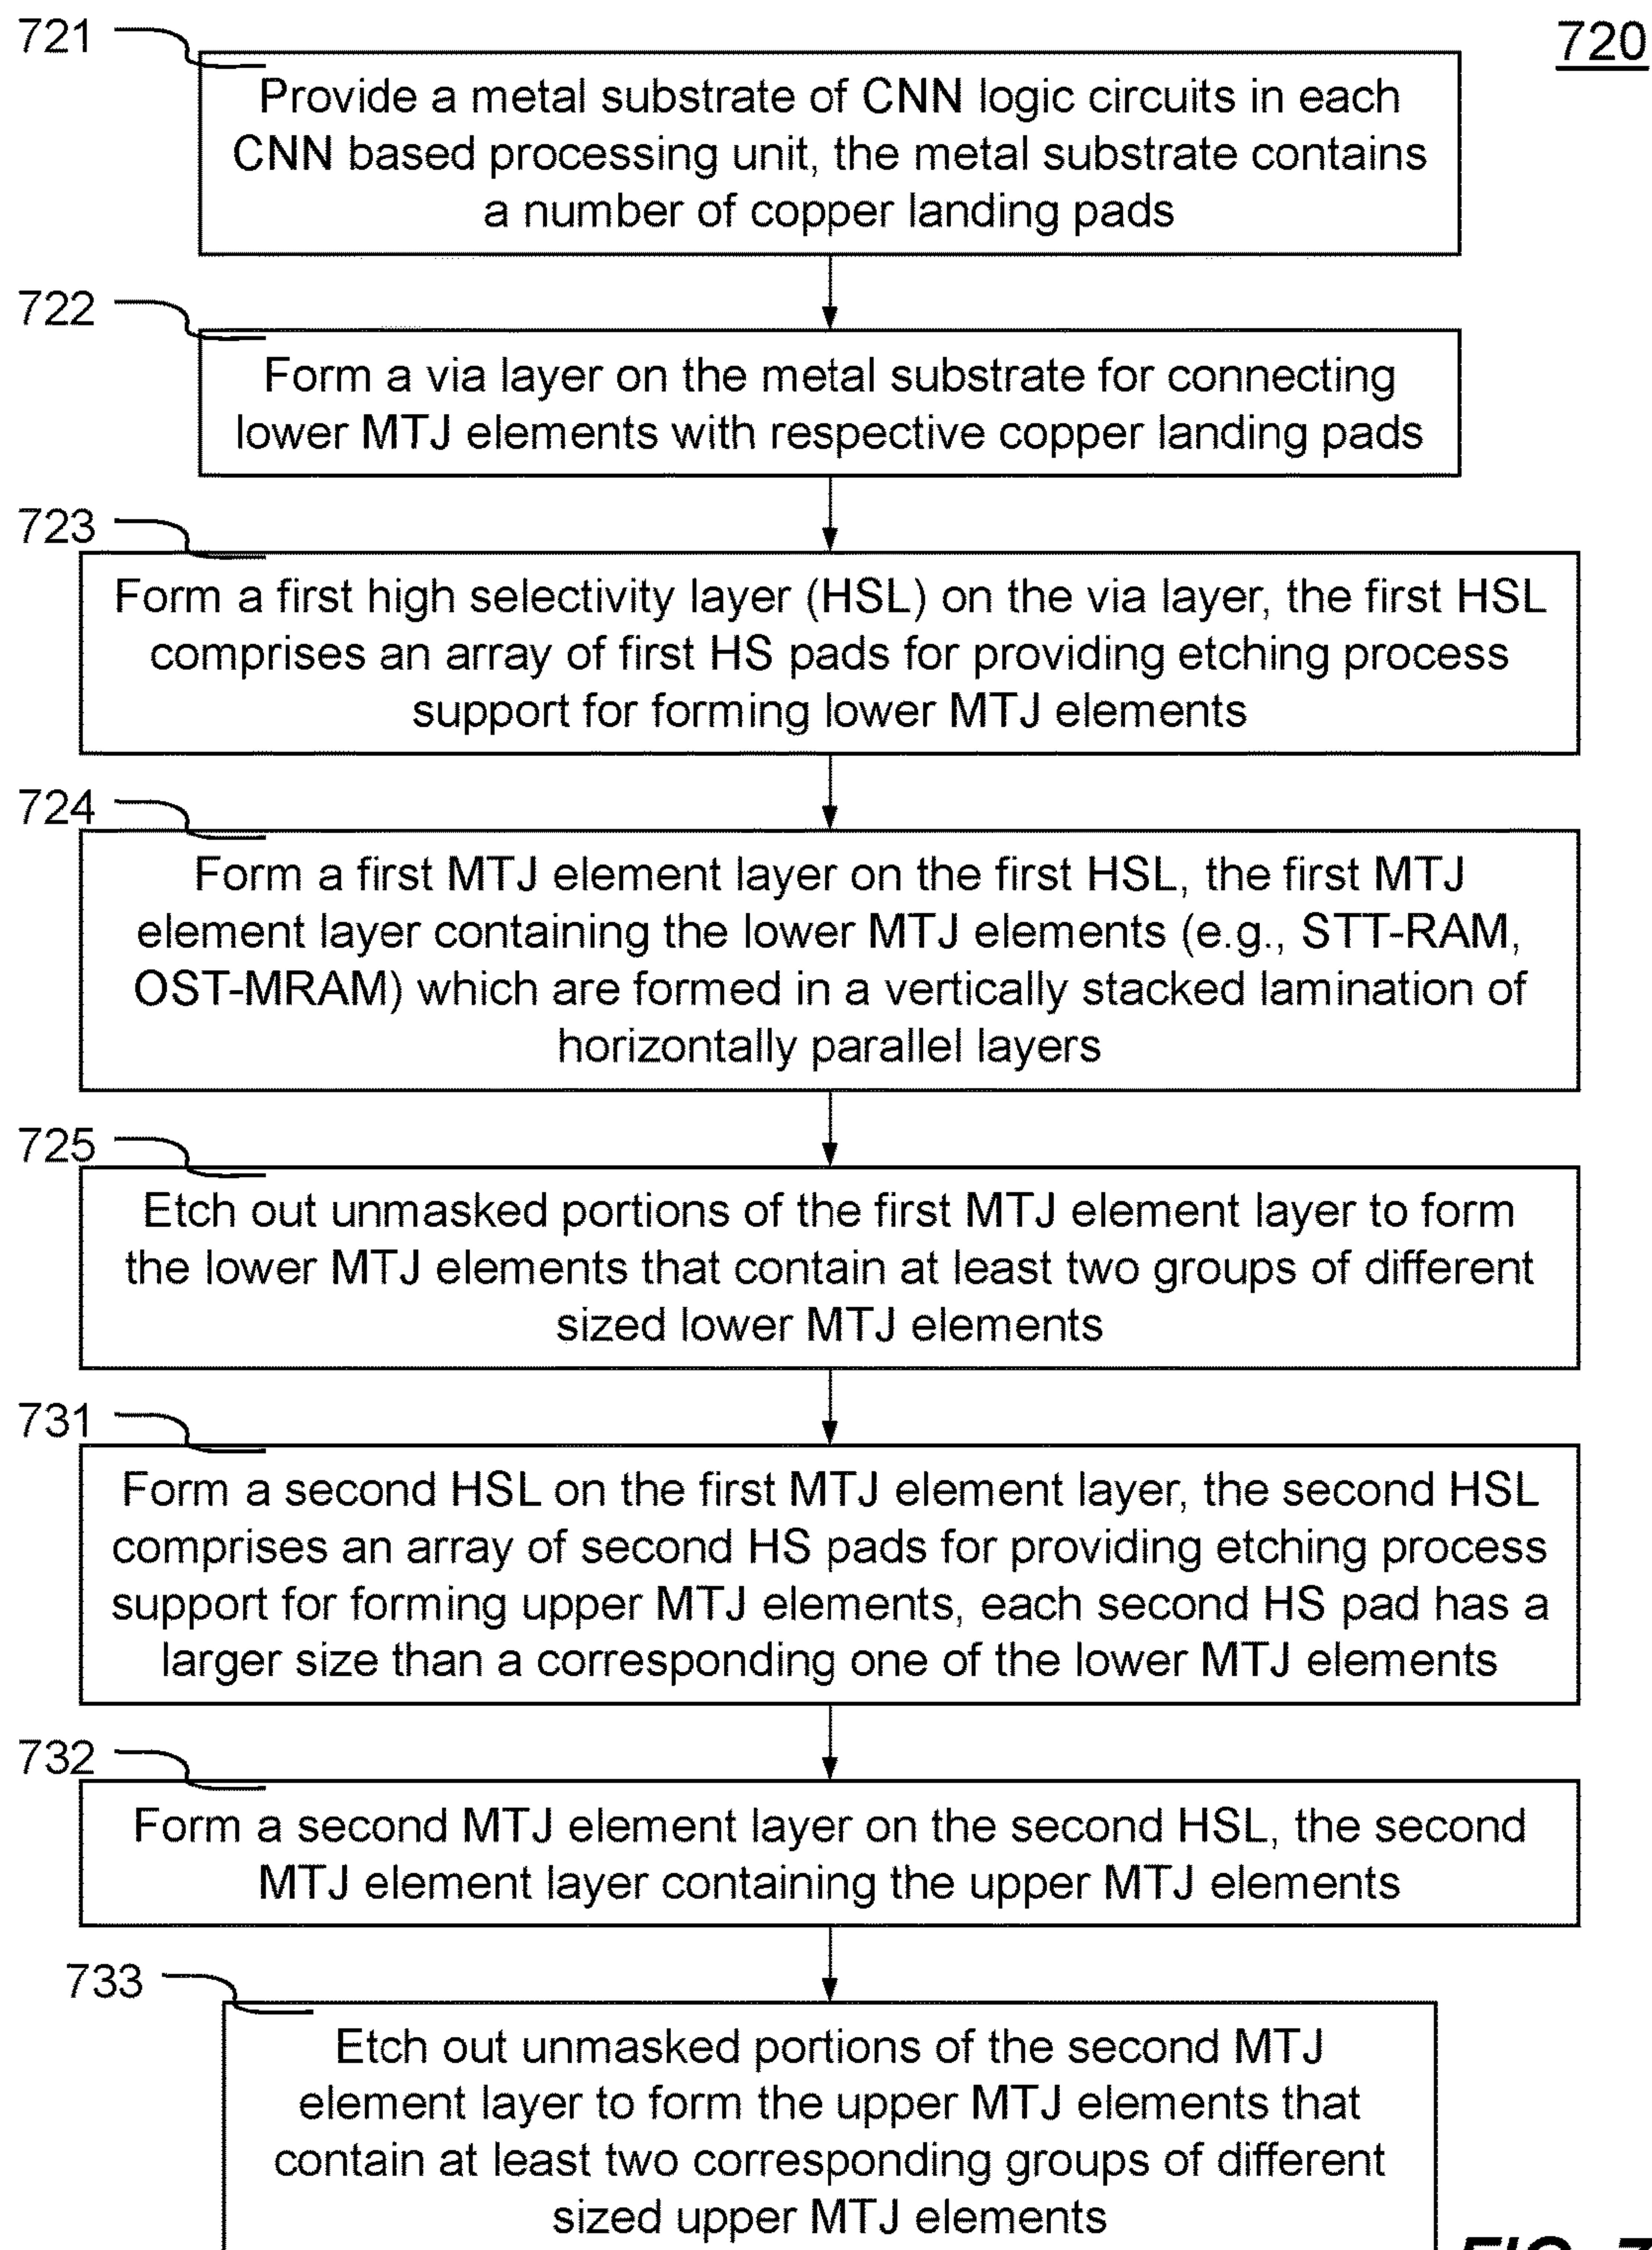 721
720
Provide a metal substrate of CNN logic circuits in each
CNN based processing unit, the metal substrate contains
a number of copper landing pads
722
Form a via layer on the metal substrate for connecting
lower MTJ elements with respective copper landing pads
723
Form a first high selectivity layer (HSL) on the via layer, the first HSL
comprises an array of first HS pads for providing etching process
support for forming lower MTJ elements
724
Form a first MTJ element layer on the first HSL, the first MTJ
element layer containing the lower MTJ elements (e.g., STT-RAM,
OST-MRAM) which are formed in a vertically stacked lamination of
horizontally parallel layers
725
Etch out unmasked portions of the first MTJ element layer to form
the lower MTJ elements that contain at least two groups of different
sized lower MTJ elements
731
Form a second HSL on the first MTJ element layer, the second HSL
comprises an array of second HS pads for providing etching process
support for forming upper MTJ elements, each second HS pad has a
larger size than a corresponding one of the lower MTJ elements
732
Form a second MTJ element layer on the second HSL, the second
MTJ element layer containing the upper MTJ elements
733
Etch out unmasked portions of the second MTJ
element layer to form the upper MTJ elements that
contain at least two corresponding groups of different
sized upper MTJ elements